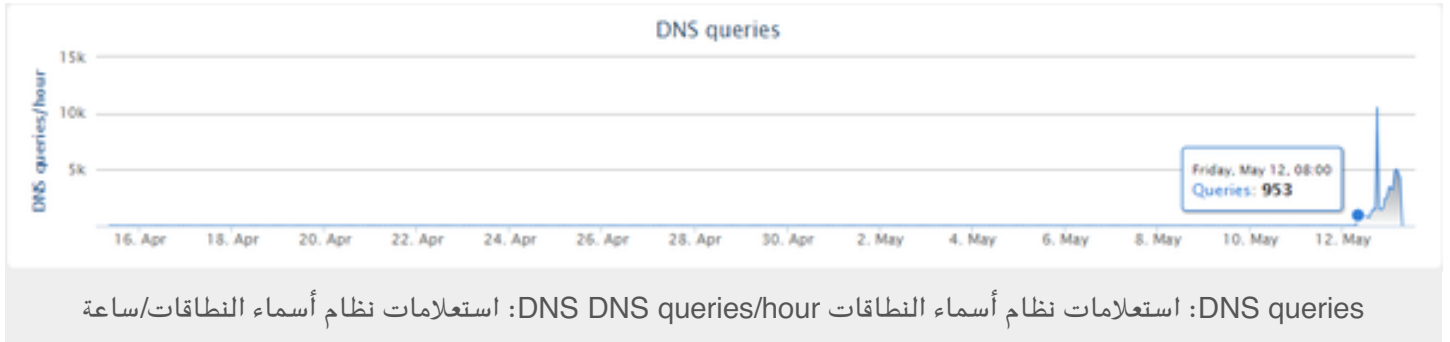 DNS queries
15k
10k
5k
DNS queries/hour
Friday, May 12, 08:00
Queries: 953
16. Apr 18. Apr 20. Apr 22. Apr 24. Apr 26. Apr 28. Apr 30. Apr 2. May 4. May 6. May 8. May 10. May 12. May
DNS queries: استعلامات نظام أسماء النطاقات DNS DNS queries/hour: استعلامات نظام أسماء النطاقات/ساعة